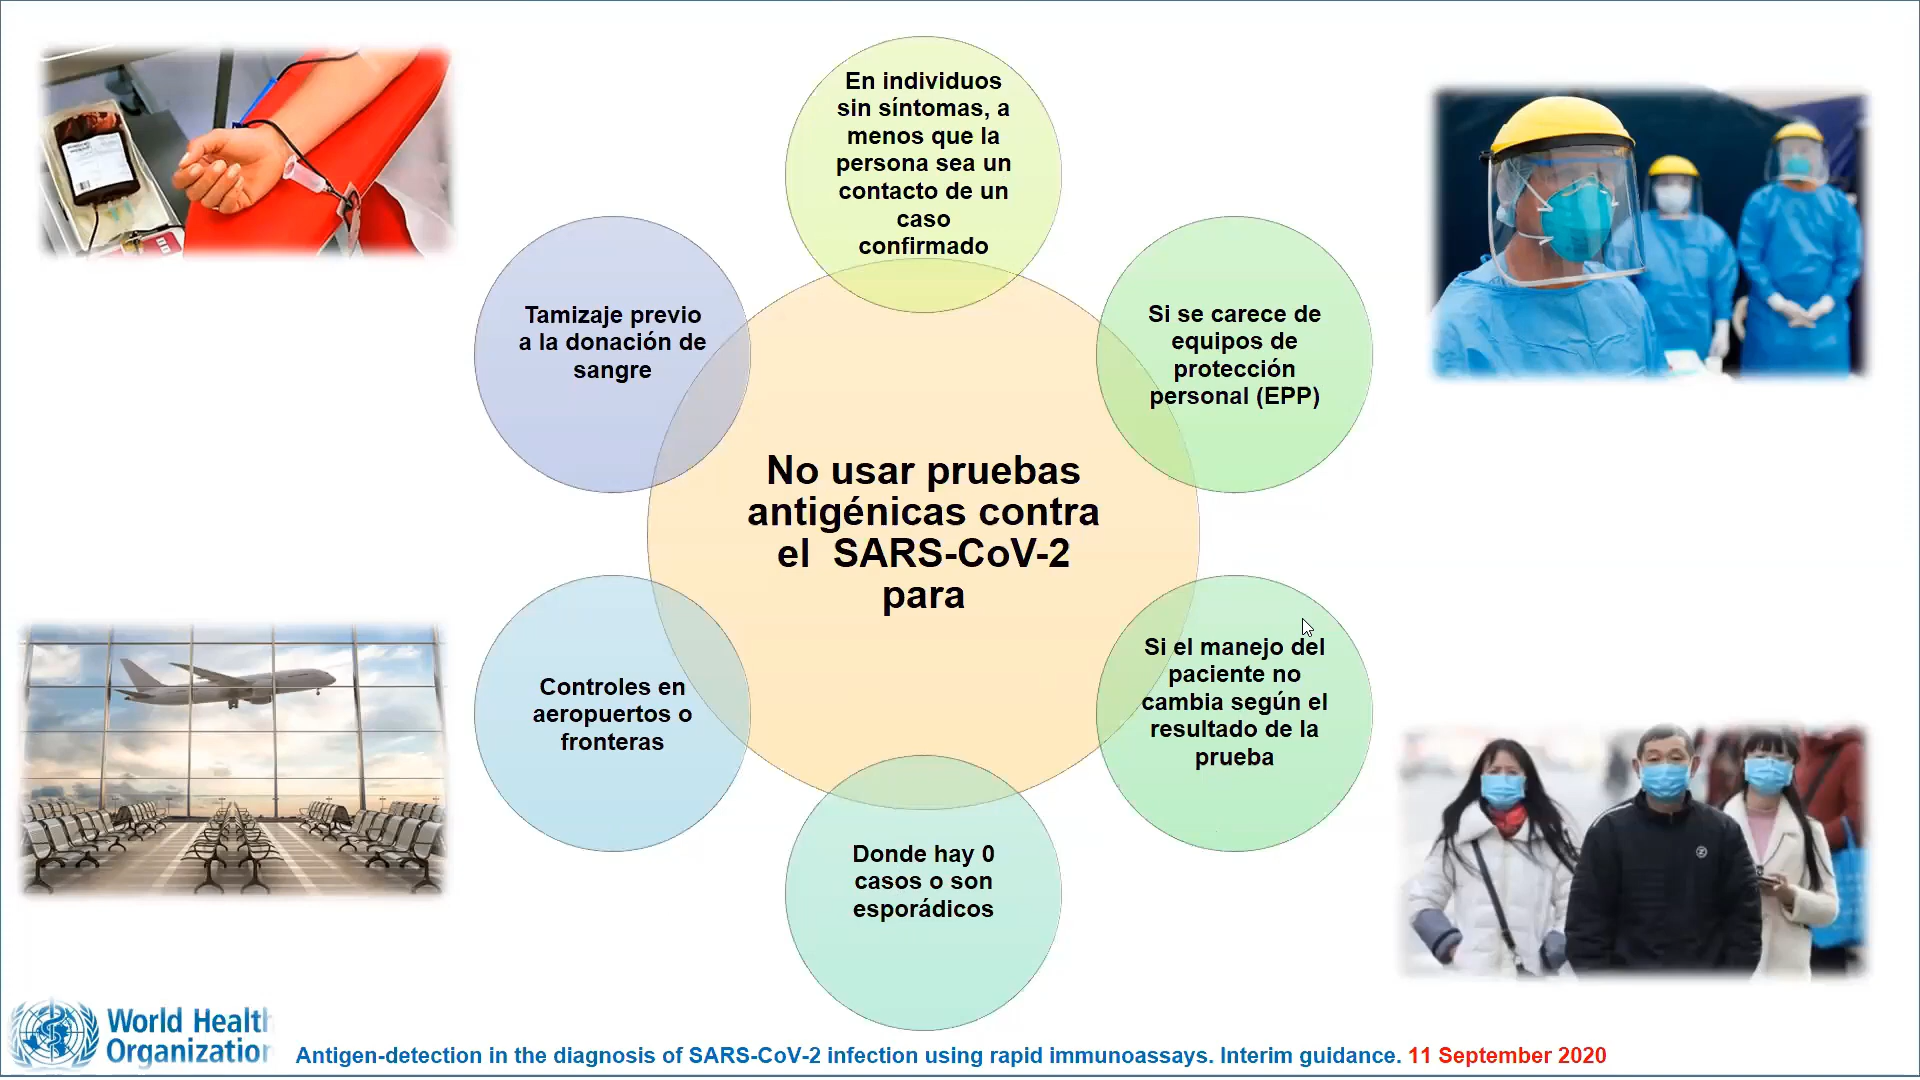 En individuos
sin síntomas, a
menos que la
persona sea un
contacto de un
caso
confirmado
Tamizaje previo
a la donación de
sangre
Si se carece de
equipos de
protección
personal (EPP)
No usar pruebas
antigénicas contra
el SARS-CoV-2
para
Controles en
aeropuertos o
fronteras
Si el manejo del
paciente no
cambia según el
resultado de la
prueba
Donde hay 0
casos o son
esporádicos
World Health
Organization
Antigen-detection in the diagnosis of SARS-CoV-2 infection using rapid immunoassays. Interim guidance. 11 September 2020